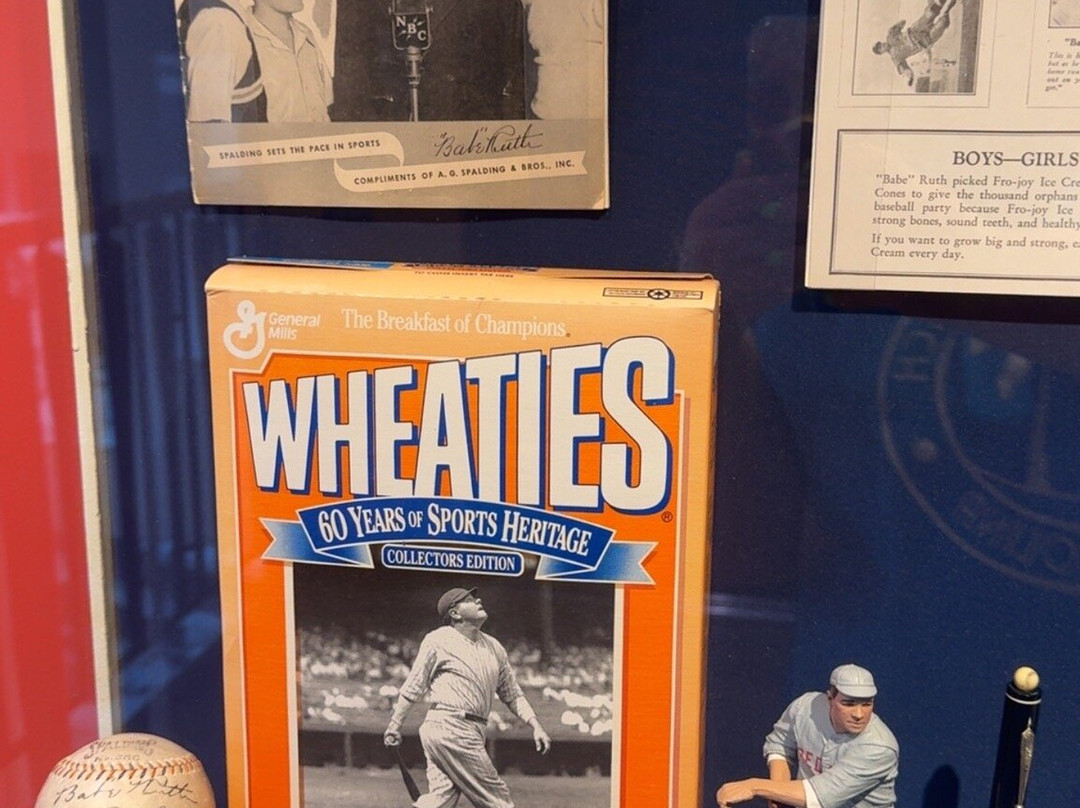 NBC
SPALDING SETS THE PACE IN SPORTS
"Babe" Ruth
COMPLIMENTS OF A. G. SPALDING & BROS., INC.
BOYS—GIRLS
"Babe" Ruth picked Fro-joy Ice Cre
Cones to give the thousand orphans
baseball party because Fro-joy Ice
strong bones, sound teeth, and healthy
If you want to grow big and strong, e
Cream every day.
General
Mills
The Breakfast of Champions.
WHEATIES®
60 YEARS OF SPORTS HERITAGE
COLLECTORS EDITION
RED
Babe Ruth